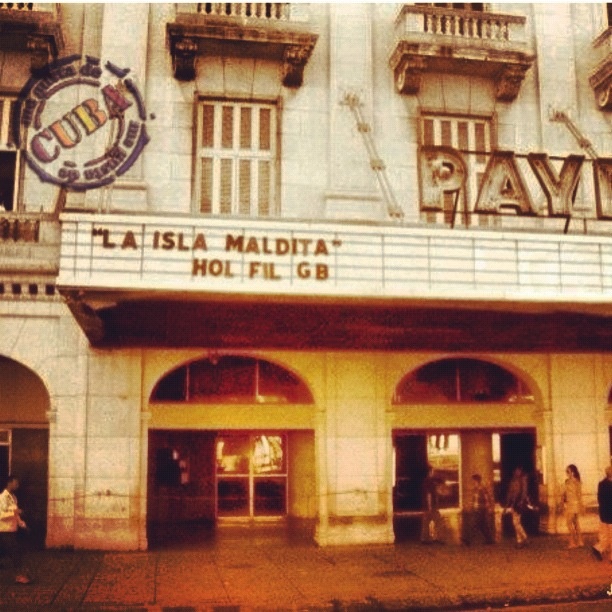 CUBA
"LA ISLA MALDITA"
HOL FIL GB
PAY